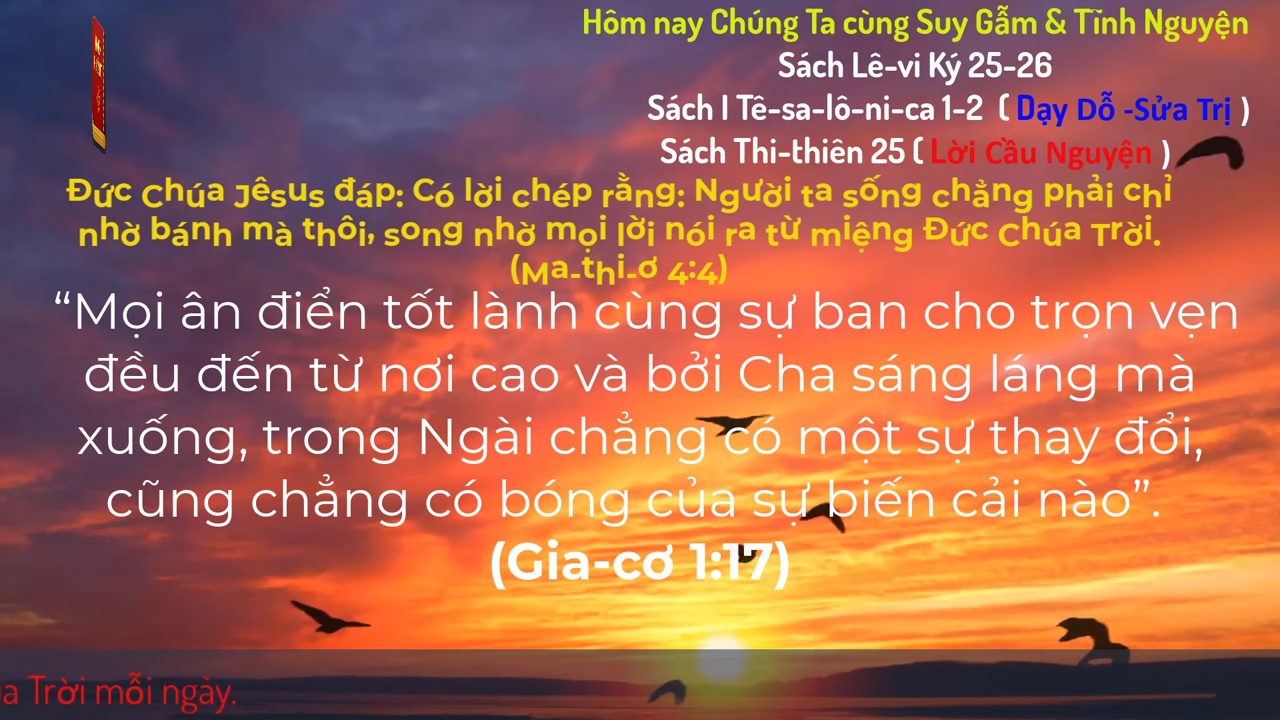 Hôm nay Chúng Ta cùng Suy Gẫm & Tĩnh Nguyện
Sách Lê-vi Ký 25-26
Sách I Tê-sa-lô-ni-ca 1-2 ( Dạy Dỗ -Sửa Trị )
Sách Thi-thiên 25 ( Lời Cầu Nguyện )
Đức Chúa Jêsus đáp: Có lời chép rằng: Người ta sống chẳng phải chỉ
nhờ bánh mà thôi, song nhờ mọi lời nói ra từ miệng Đức Chúa Trời.
(Ma-thi-ơ 4:4)
“Mọi ân điển tốt lành cùng sự ban cho trọn vẹn
đều đến từ nơi cao và bởi Cha sáng láng mà
xuống, trong Ngài chẳng có một sự thay đổi,
cũng chẳng có bóng của sự biến cải nào”.
(Gia-cơ 1:17)
Trời mỗi ngày.